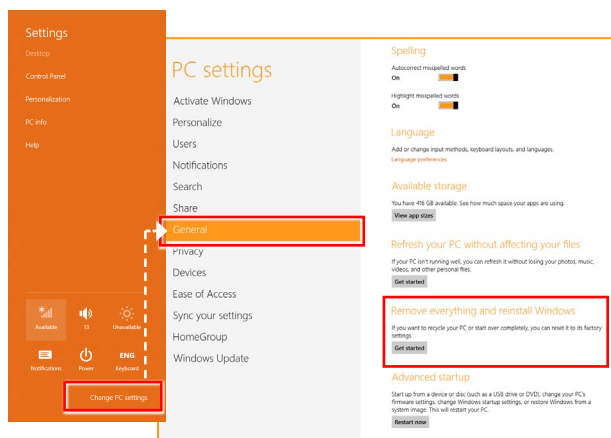 Settings
Desktop
Control Panel
Personalization
PC info
Help
Available
13
Unavailable
Notifications
Power
ENG
Keyboard
Change PC settings
PC settings
Activate Windows
Personalize
Users
Notifications
Search
Share
General
Privacy
Devices
Ease of Access
Sync your settings
HomeGroup
Windows Update
Spelling
Autocorrect misspelled words
On
Highlight misspelled words
On
Language
Add or change input methods, keyboard layouts, and languages.
Language preferences
Available storage
You have 416 GB available. See how much space your apps are using.
View app sizes
Refresh your PC without affecting your files
If your PC isn't running well, you can refresh it without losing your photos, music,
videos, and other personal files.
Get started
Remove everything and reinstall Windows
If you want to recycle your PC or start over completely, you can reset it to its factory
settings.
Get started
Advanced startup
Start up from a device or disc (such as a USB drive or DVD), change your PC's
firmware settings, change Windows startup settings, or restore Windows from a
system image. This will restart your PC.
Restart now